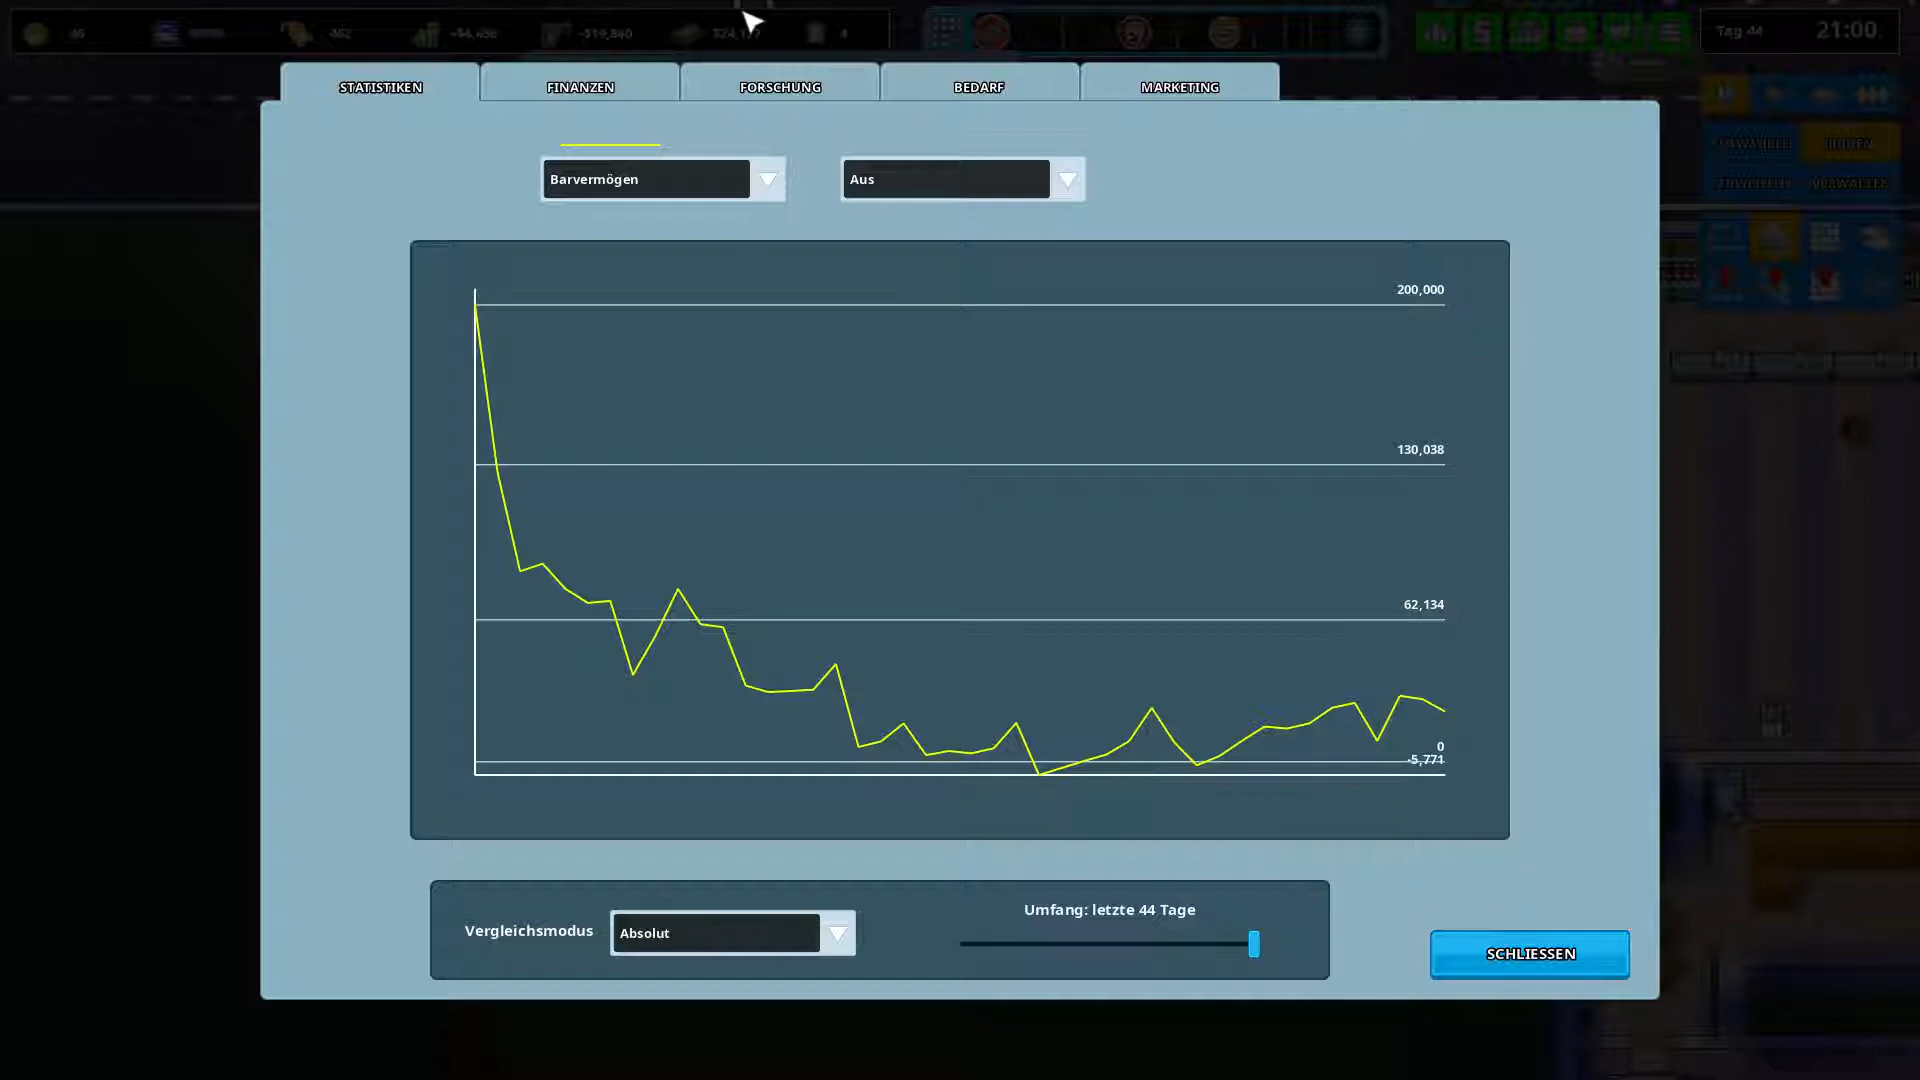 Tag 44 21:00
STATISTIKEN FINANZEN FORSCHUNG BEDARF MARKETING
Barvermögen Aus
200,000
130,038
62,134
0
-5,771
Umfang: letzte 44 Tage
Vergleichsmodus Absolut
SCHLIESSEN